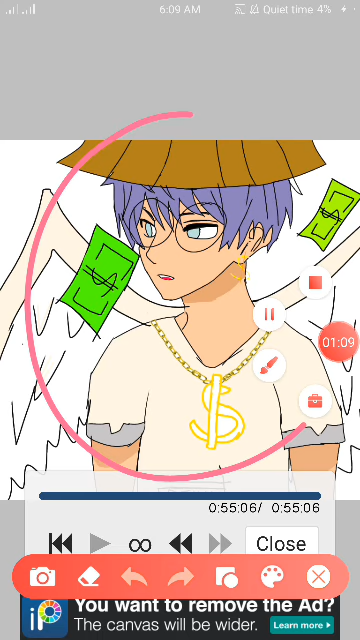 6:09 AM
Quiet time 4%
$
$
01:09
$
0:55:06/ 0:55:06
Close
You want to remove the Ad?
The canvas will be wider.
Learn more
ip